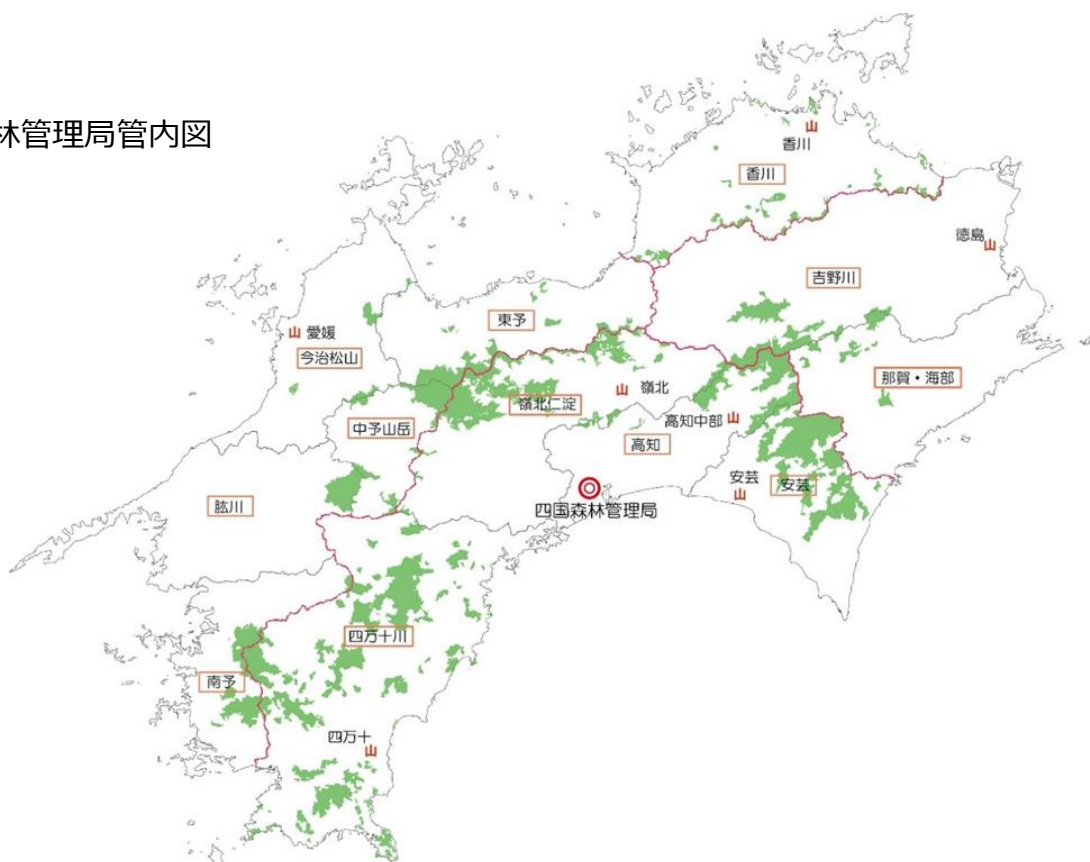 林管理局管内図
香川
香川
徳島
吉野川
東予
愛媛
今治松山
那賀・海部
嶺北
嶺北仁淀
高知中部
中予山岳
高知
安芸
安芸
肱川
四国森林管理局
四万十川
南予
四万十